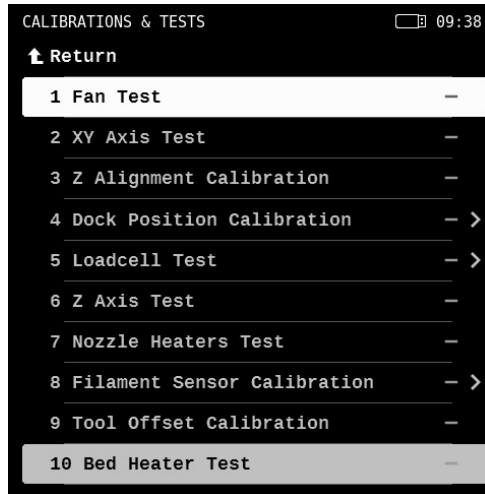 CALIBRATIONS & TESTS 09:38
Return
1 Fan Test –
2 XY Axis Test –
3 Z Alignment Calibration –
4 Dock Position Calibration – >
5 Loadcell Test – >
6 Z Axis Test –
7 Nozzle Heaters Test –
8 Filament Sensor Calibration – >
9 Tool Offset Calibration –
10 Bed Heater Test –